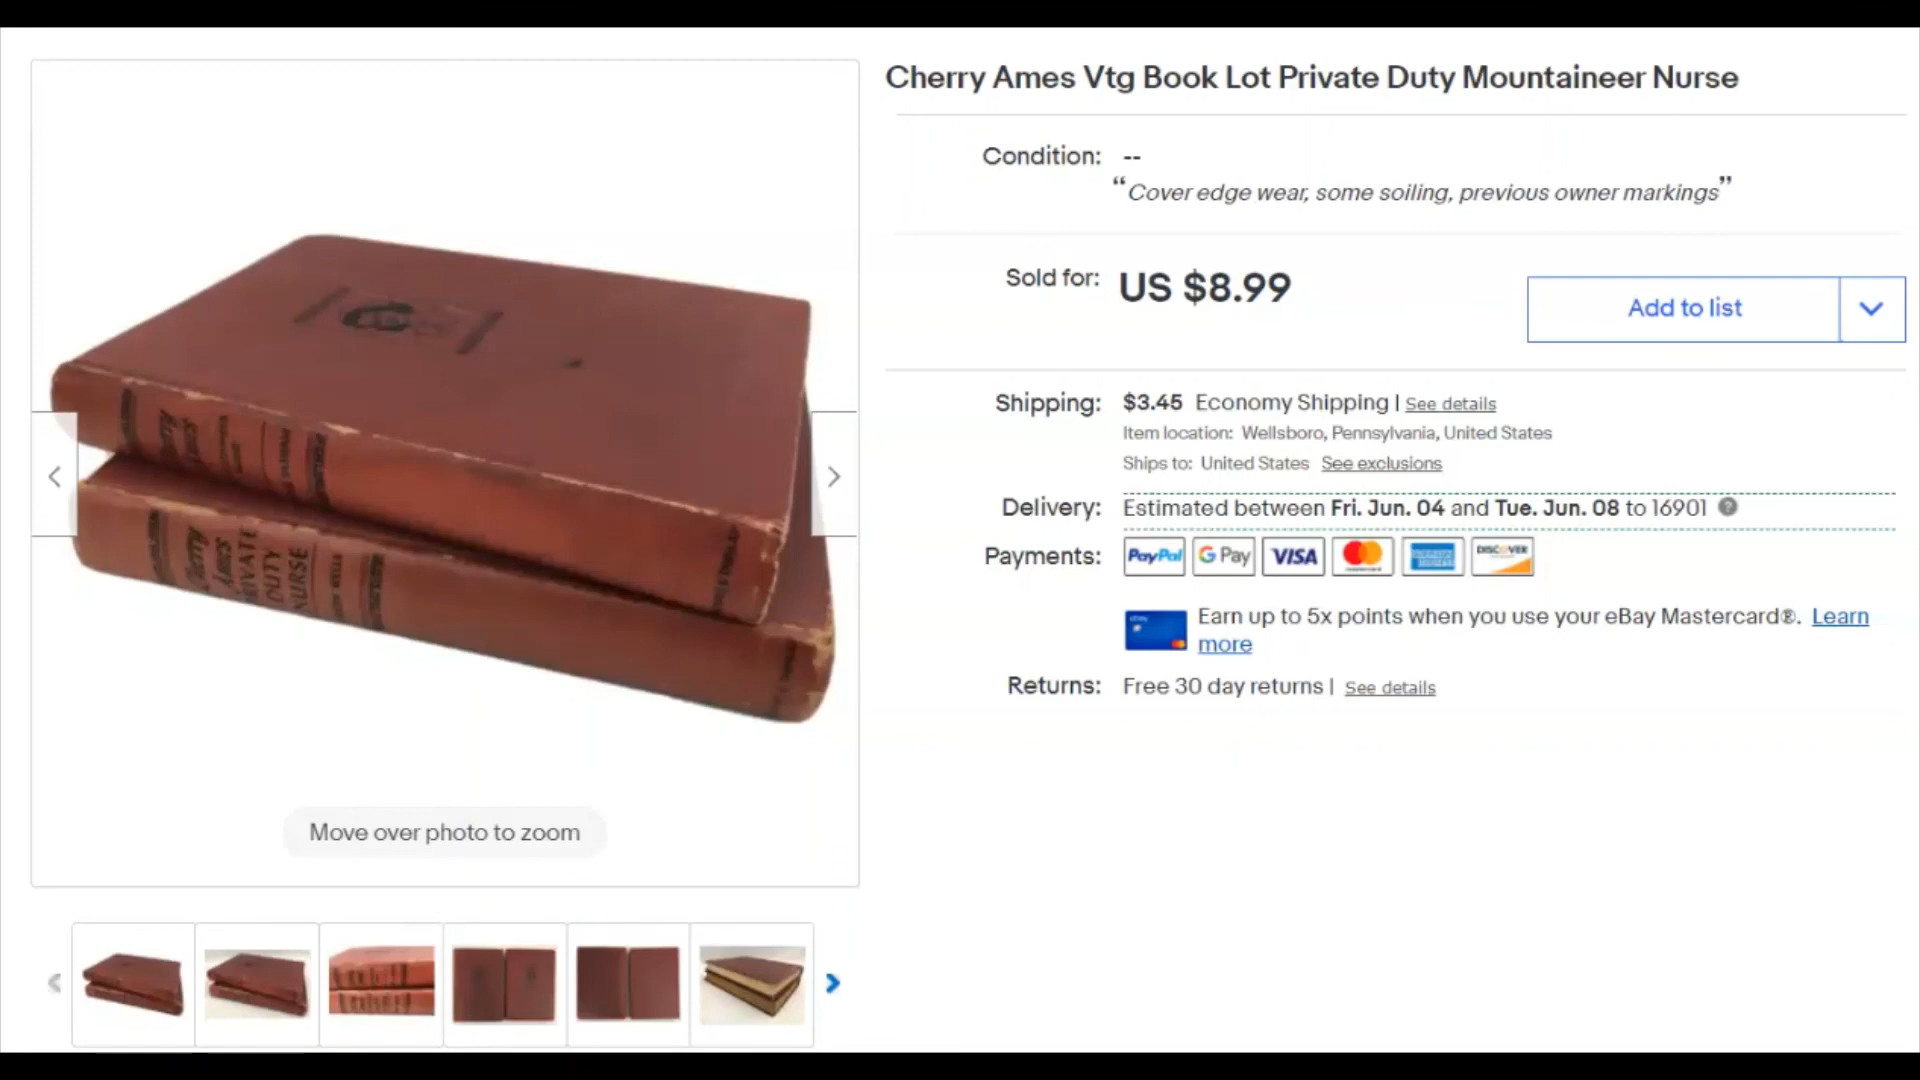 Cherry Ames Vtg Book Lot Private Duty Mountaineer Nurse
Condition: --
“Cover edge wear, some soiling, previous owner markings”
Sold for: US $8.99
Add to list
Shipping: $3.45 Economy Shipping | See details
Item location: Wellsboro, Pennsylvania, United States
Ships to: United States See exclusions
Delivery: Estimated between Fri. Jun. 04 and Tue. Jun. 08 to 16901
Payments: PayPal G Pay VISA DISCOVER
Earn up to 5x points when you use your eBay Mastercard®. Learn
more
Returns: Free 30 day returns | See details
Cherry
Ames
PRIVATE
DUTY
NURSE
Move over photo to zoom